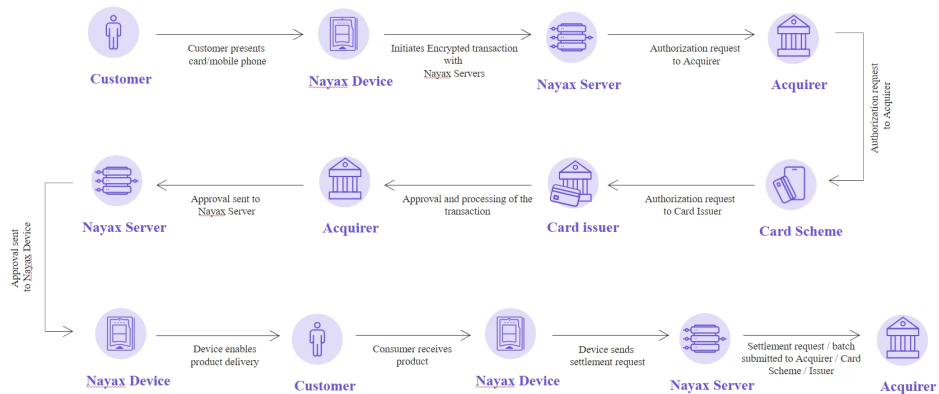 Customer presents
card/mobile phone
Initiates Encrypted transaction
with
Nayax Servers
Authorization request
to Acquirer
Customer
Nayax Device
Nayax Server
Acquirer
Authorization request
to Acquirer
Approval sent to
Nayax Server
Approval and processing of the
transaction
Authorization request
to Card Issuer
Nayax Server
Acquirer
Card issuer
Card Scheme
Approval sent
to Nayax Device
Device enables
product delivery
Consumer receives
product
Device sends
settlement request
Settlement request / batch
submitted to Acquirer / Card
Scheme / Issuer
Nayax Device
Customer
Nayax Device
Nayax Server
Acquirer